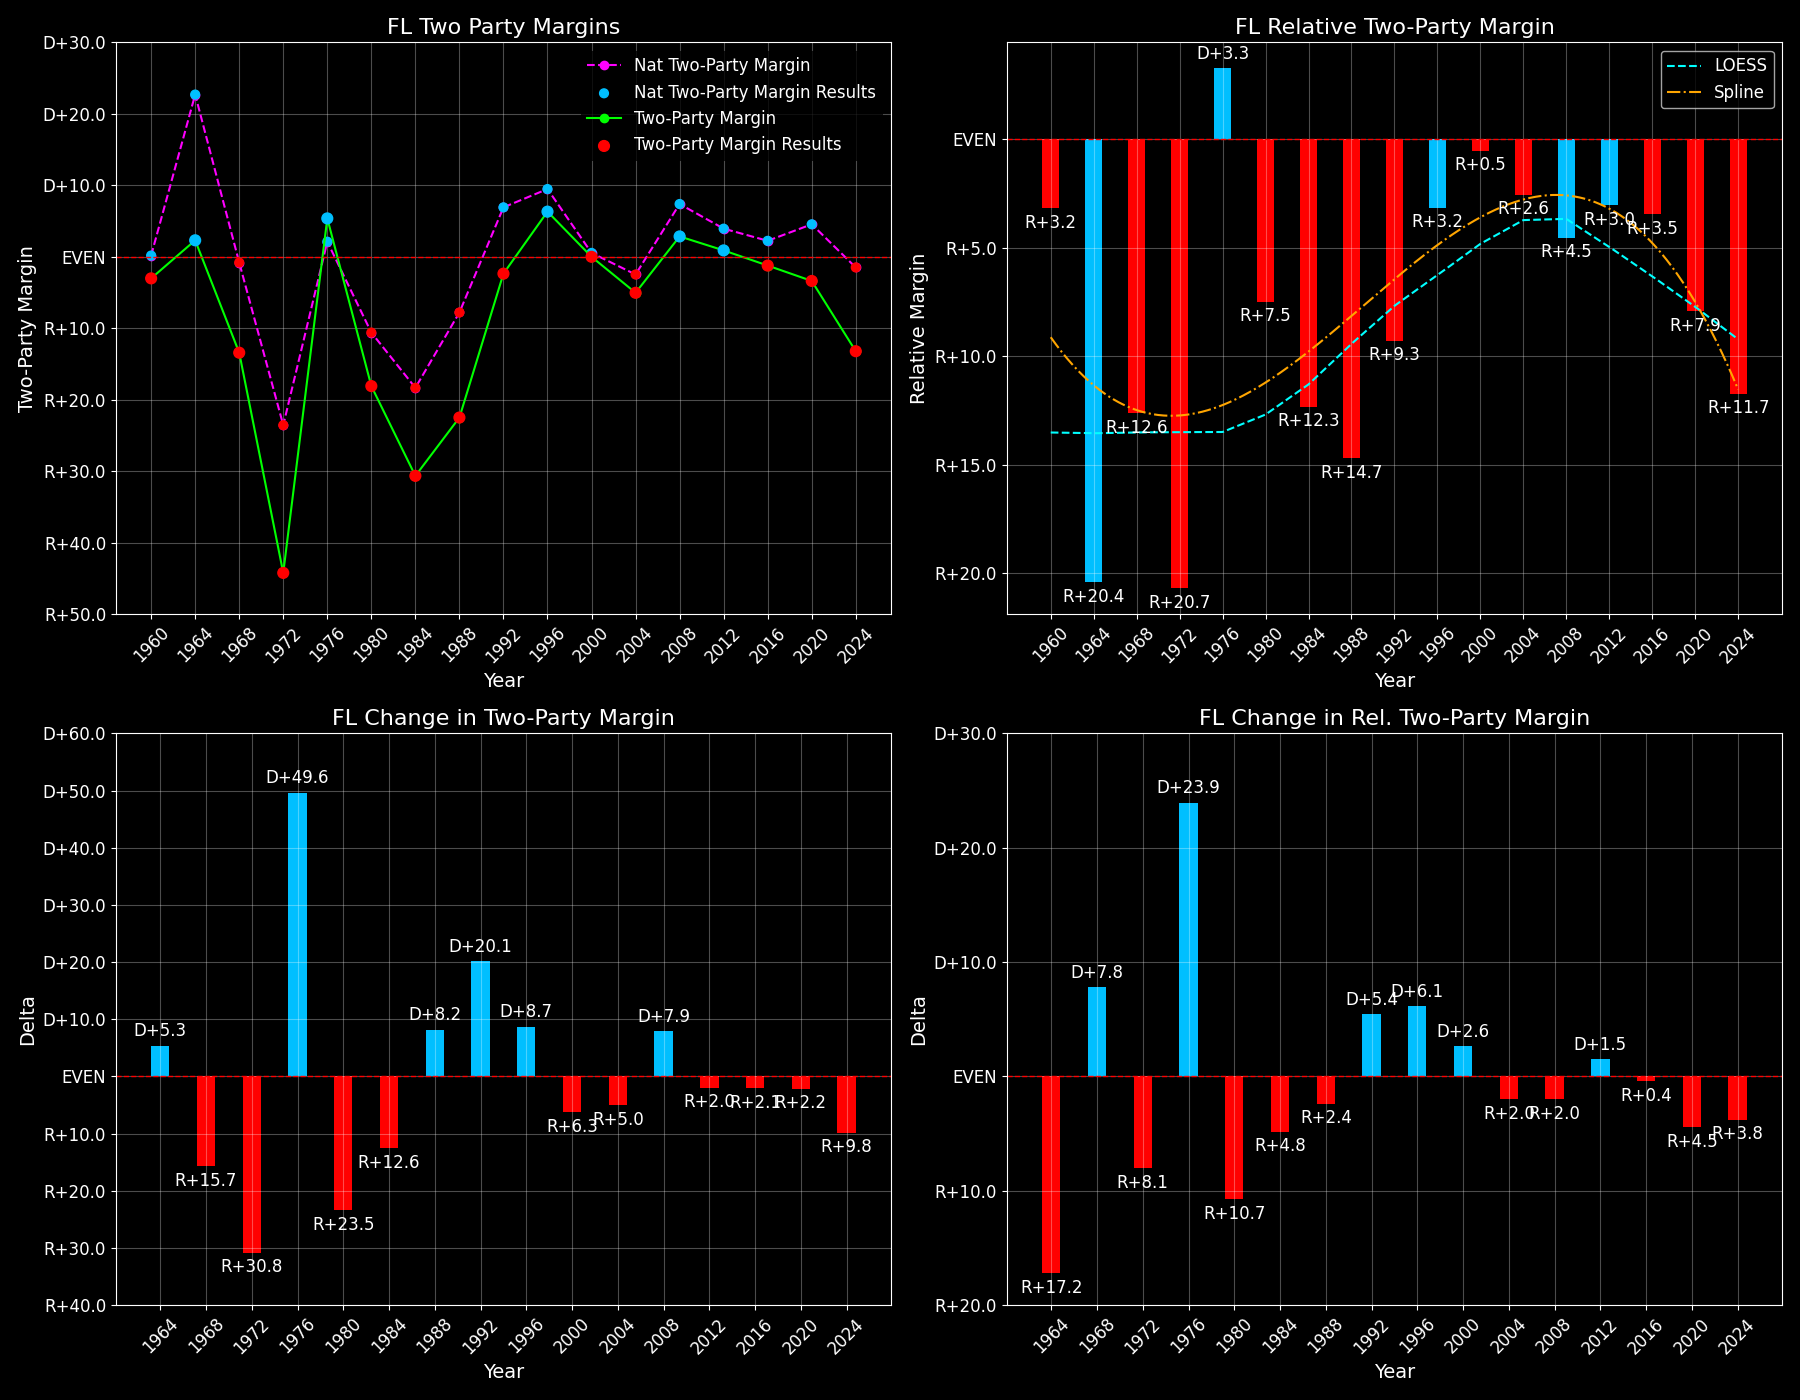 FL Two Party Margins
D+30.0
D+20.0
D+10.0
EVEN
R+10.0
R+20.0
R+30.0
R+40.0
R+50.0
Two-Party Margin
Nat Two-Party Margin
Nat Two-Party Margin Results
Two-Party Margin
Two-Party Margin Results
1960
1964
1968
1972
1976
1980
1984
1988
1992
1996
2000
2004
2008
2012
2016
2020
2024
Year
FL Relative Two-Party Margin
EVEN
R+5.0
R+10.0
R+15.0
R+20.0
Relative Margin
LOESS
Spline
R+3.2
R+20.4
R+12.6
R+20.7
D+3.3
R+7.5
R+12.3
R+14.7
R+9.3
R+3.2
R+0.5
R+2.6
R+4.5
R+3.0
R+3.5
R+7.9
R+11.7
1960
1964
1968
1972
1976
1980
1984
1988
1992
1996
2000
2004
2008
2012
2016
2020
2024
Year
FL Change in Two-Party Margin
D+60.0
D+50.0
D+40.0
D+30.0
D+20.0
D+10.0
EVEN
R+10.0
R+20.0
R+30.0
R+40.0
Delta
D+5.3
R+15.7
R+30.8
D+49.6
R+23.5
R+12.6
D+8.2
D+20.1
D+8.7
R+6.3
R+5.0
D+7.9
R+2.0
R+2.1
R+2.2
R+9.8
1964
1968
1972
1976
1980
1984
1988
1992
1996
2000
2004
2008
2012
2016
2020
2024
Year
FL Change in Rel. Two-Party Margin
D+30.0
D+20.0
D+10.0
EVEN
R+10.0
R+20.0
Delta
R+17.2
D+7.8
R+8.1
D+23.9
R+10.7
R+4.8
R+2.4
D+5.4
D+6.1
D+2.6
R+2.0
R+2.0
D+1.5
R+0.4
R+4.5
R+3.8
1964
1968
1972
1976
1980
1984
1988
1992
1996
2000
2004
2008
2012
2016
2020
2024
Year